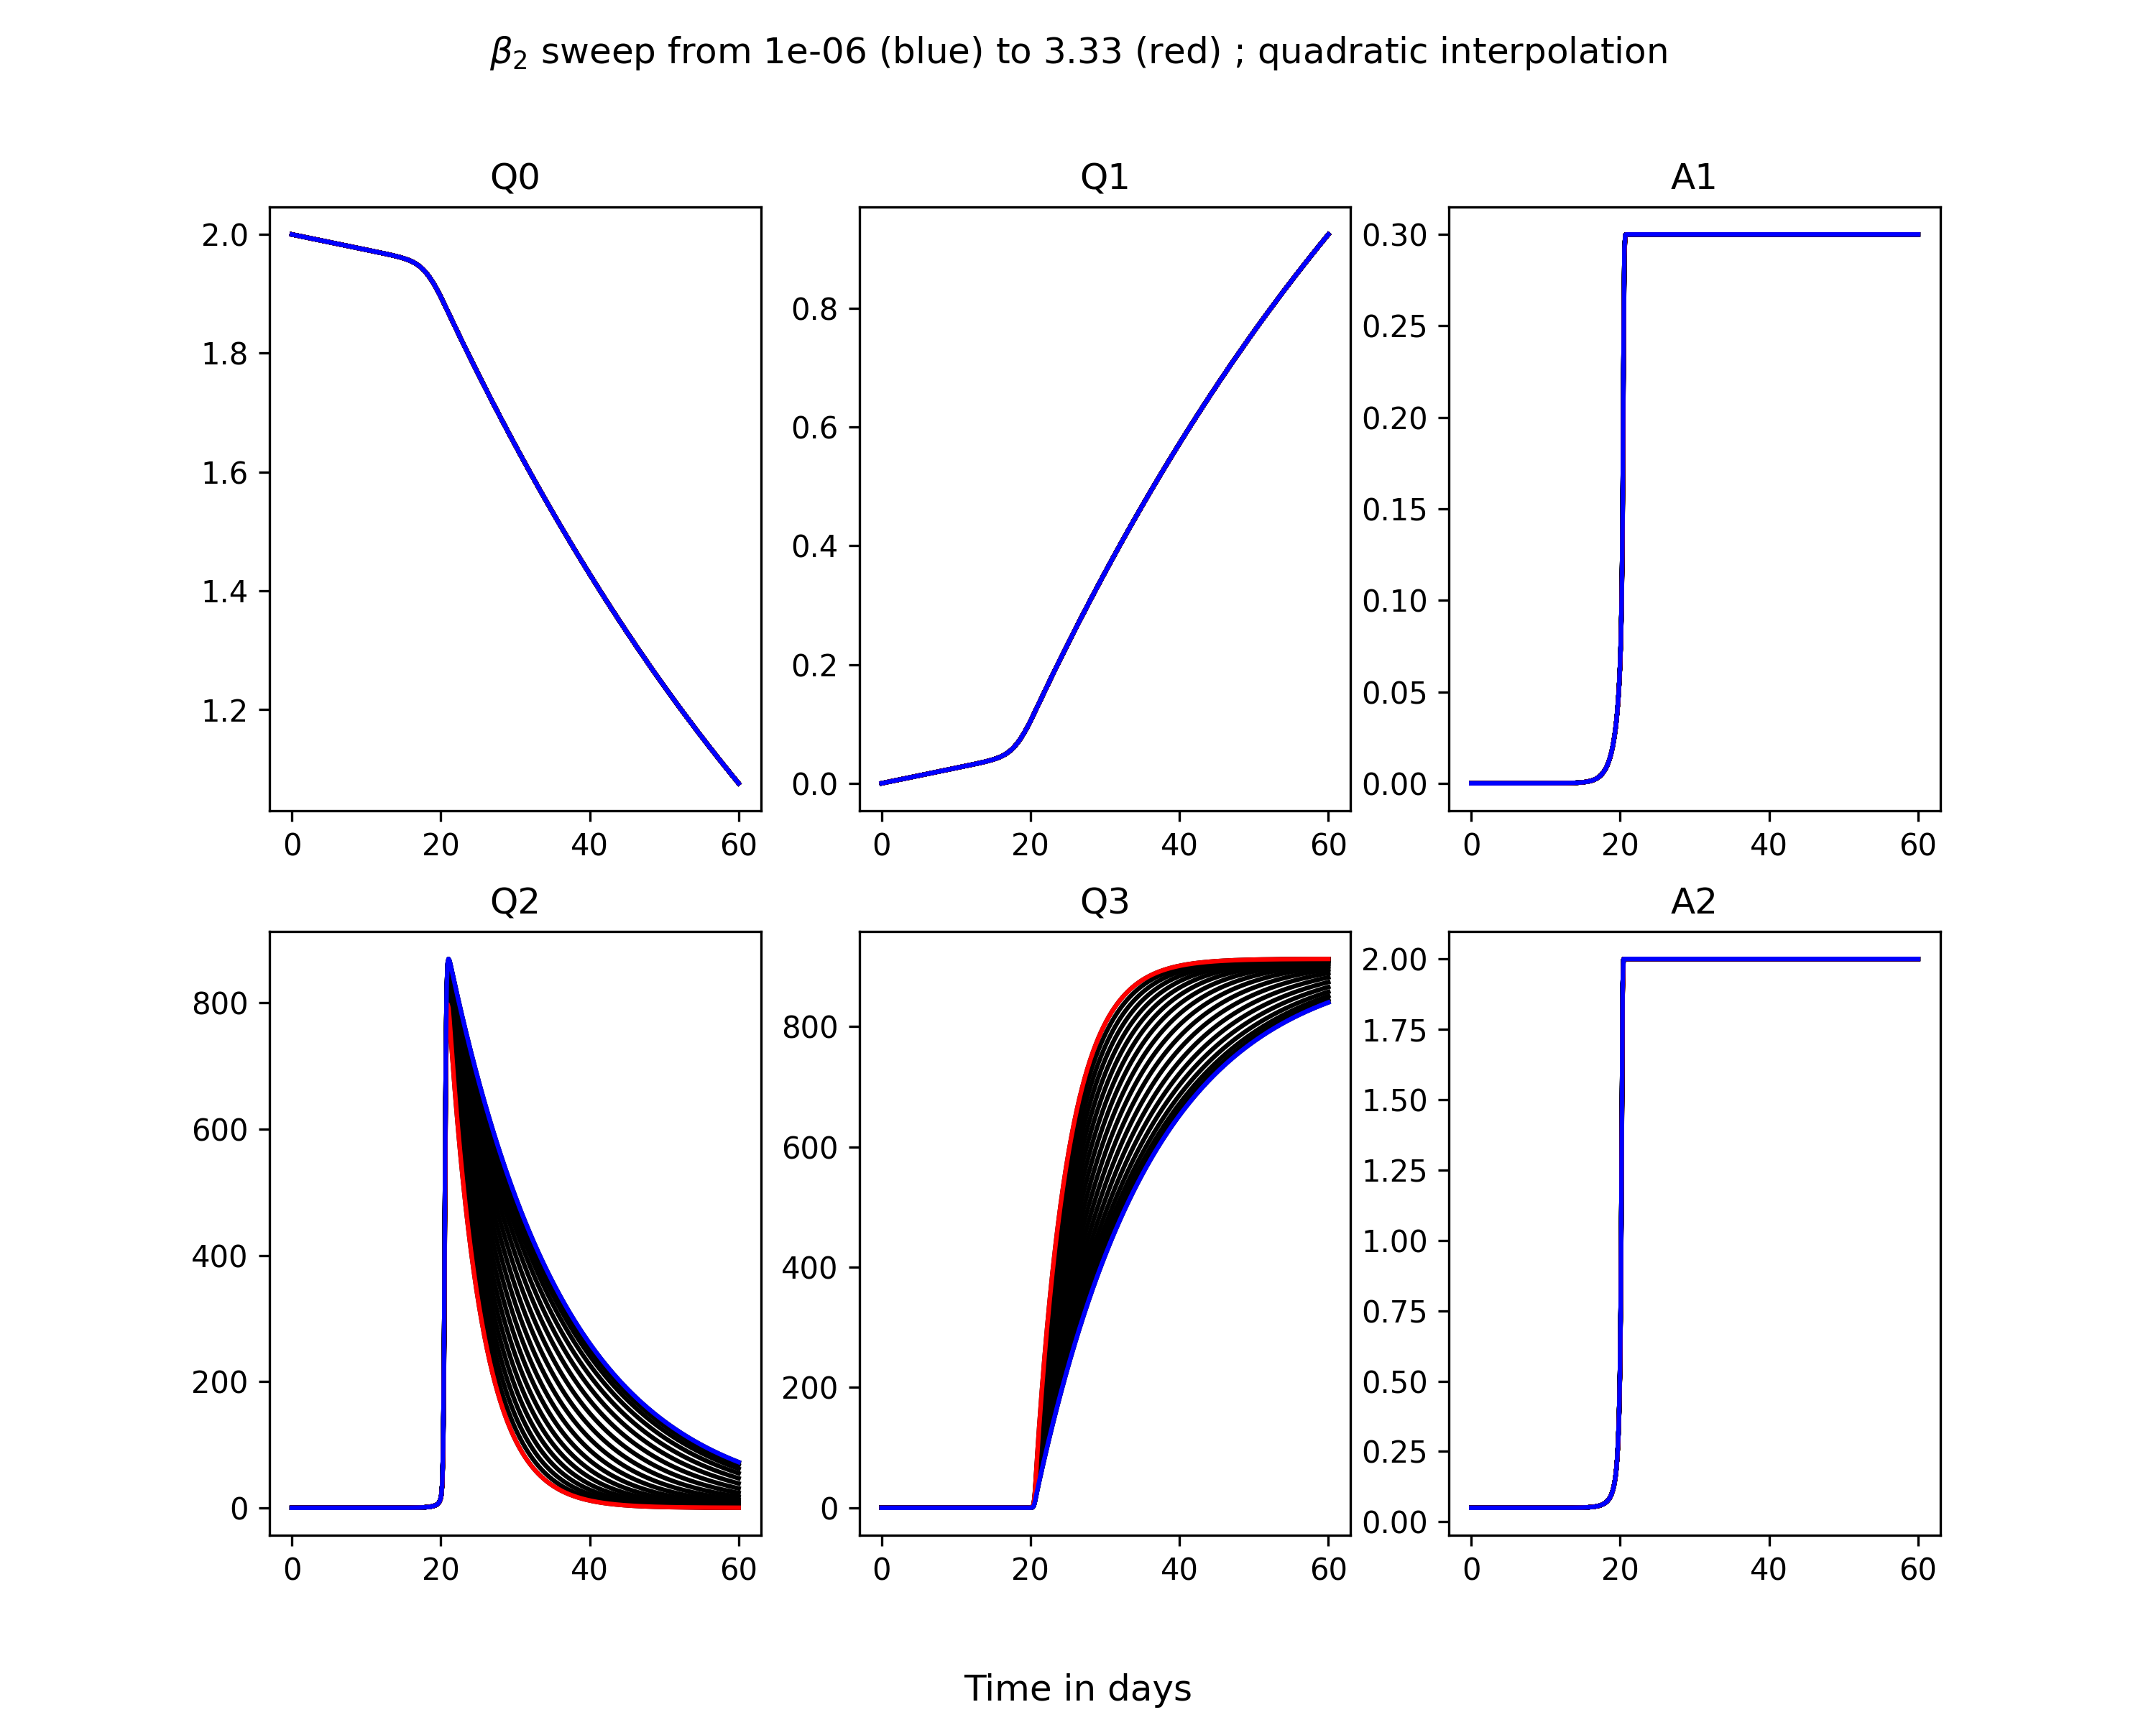 β₂ sweep from 1e-06 (blue) to 3.33 (red) ; quadratic interpolation
Q0
2.0
1.8
1.6
1.4
1.2
0 20 40 60
Q1
0.8
0.6
0.4
0.2
0.0
0 20 40 60
A1
0.30
0.25
0.20
0.15
0.10
0.05
0.00
0 20 40 60
Q2
800
600
400
200
0
0 20 40 60
Q3
800
600
400
200
0
0 20 40 60
A2
2.00
1.75
1.50
1.25
1.00
0.75
0.50
0.25
0.00
0 20 40 60
Time in days